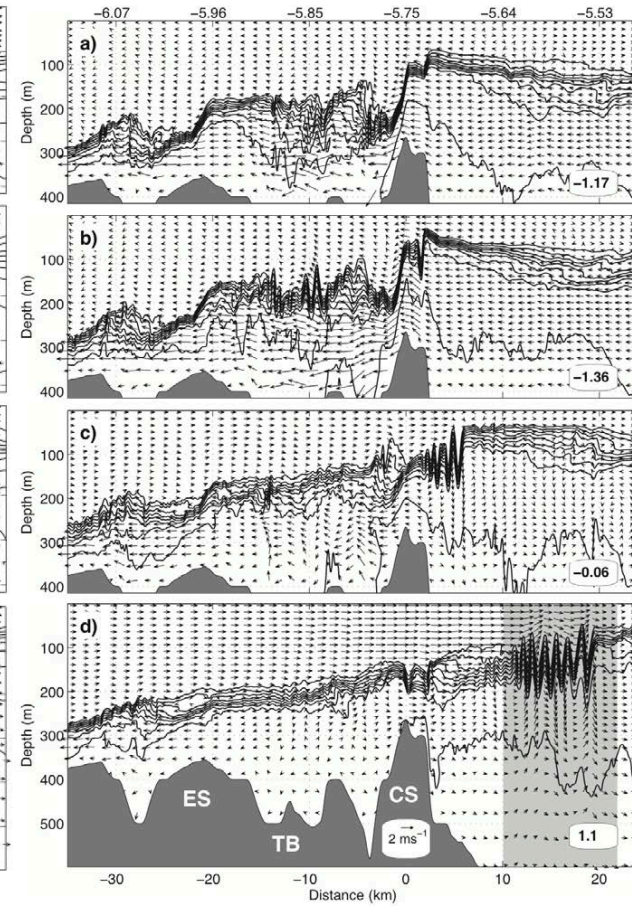 −6.07 −5.96 −5.85 −5.75 −5.64 −5.53
a)
100
200
300
400
Depth (m)
−1.17
b)
100
200
300
400
Depth (m)
−1.36
c)
100
200
300
400
Depth (m)
−0.06
d)
100
200
300
400
500
Depth (m)
ES
TB
CS
2 ms−1
1.1
−30 −20 −10 0 10 20
Distance (km)